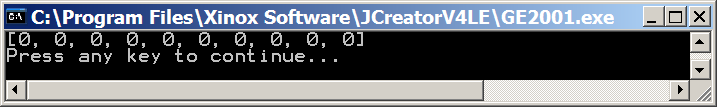 C:\Program Files\Xinox Software\JCreatorV4LE\GE2001.exe
[0, 0, 0, 0, 0, 0, 0, 0, 0, 0]
Press any key to continue...